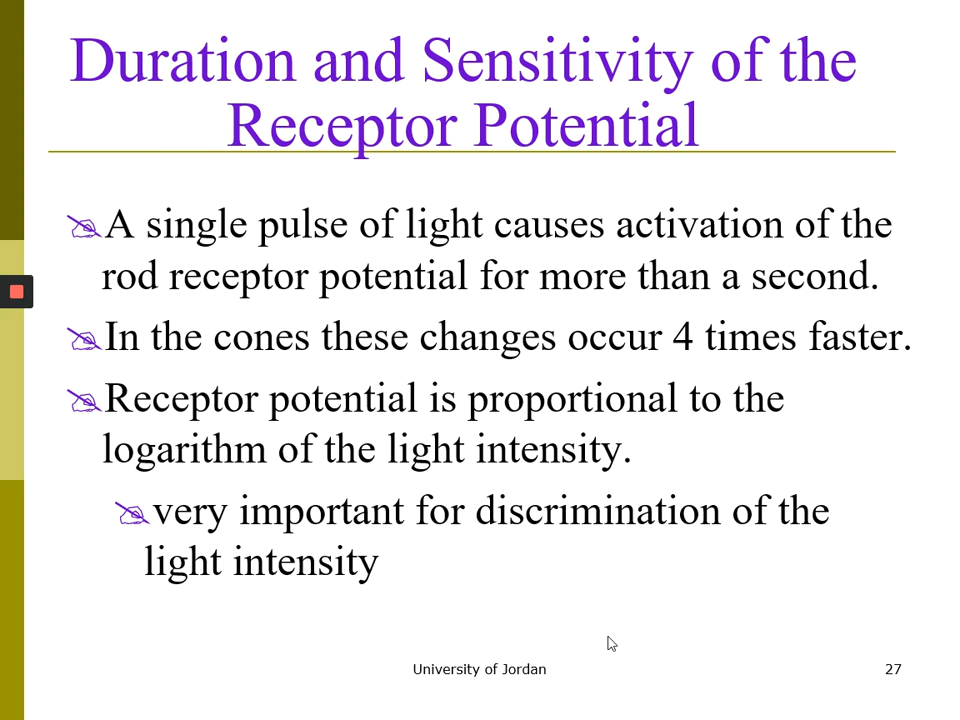 Duration and Sensitivity of the
Receptor Potential
A single pulse of light causes activation of the
rod receptor potential for more than a second.
In the cones these changes occur 4 times faster.
Receptor potential is proportional to the
logarithm of the light intensity.
very important for discrimination of the
light intensity
University of Jordan
27